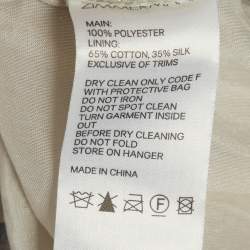 ZIMMERMANN
MAIN:
100% POLYESTER
LINING:
65% COTTON, 35% SILK
EXCLUSIVE OF TRIMS
DRY CLEAN ONLY CODE F
WITH PROTECTIVE BAG
DO NOT IRON
DO NOT SPOT CLEAN
TURN GARMENT INSIDE
OUT
BEFORE DRY CLEANING
DO NOT FOLD
STORE ON HANGER
MADE IN CHINA
F